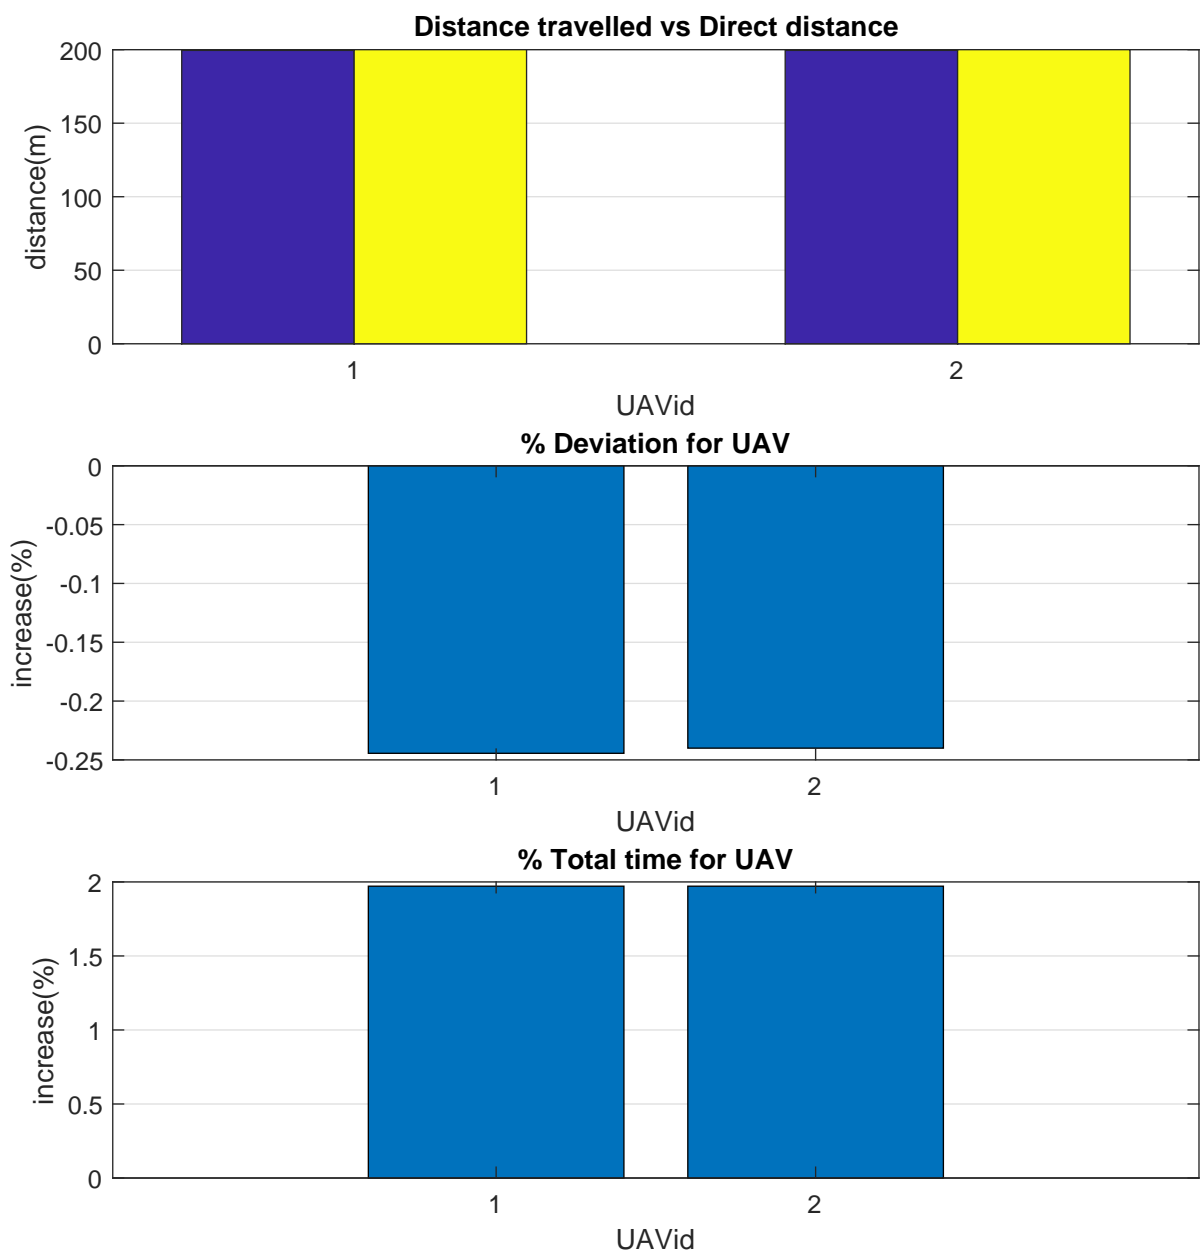 Distance travelled vs Direct distance
200
150
100
50
0
distance(m)
1 2
UAVid
% Deviation for UAV
0
-0.05
-0.1
-0.15
-0.2
-0.25
increase(%)
1 2
UAVid
% Total time for UAV
2
1.5
1
0.5
0
increase(%)
1 2
UAVid